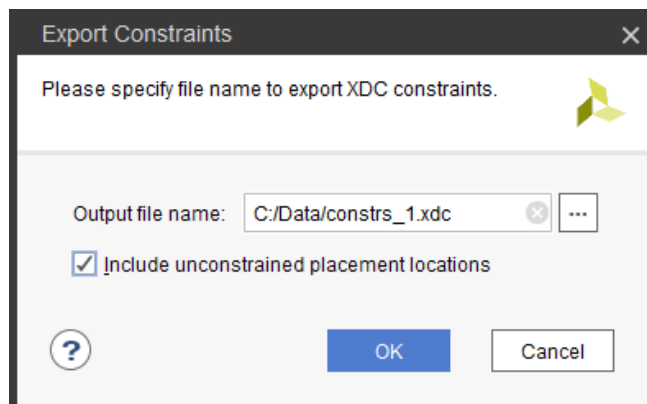 Export Constraints
Please specify file name to export XDC constraints.
Output file name: C:/Data/constrs_1.xdc ...
Include unconstrained placement locations
? OK Cancel